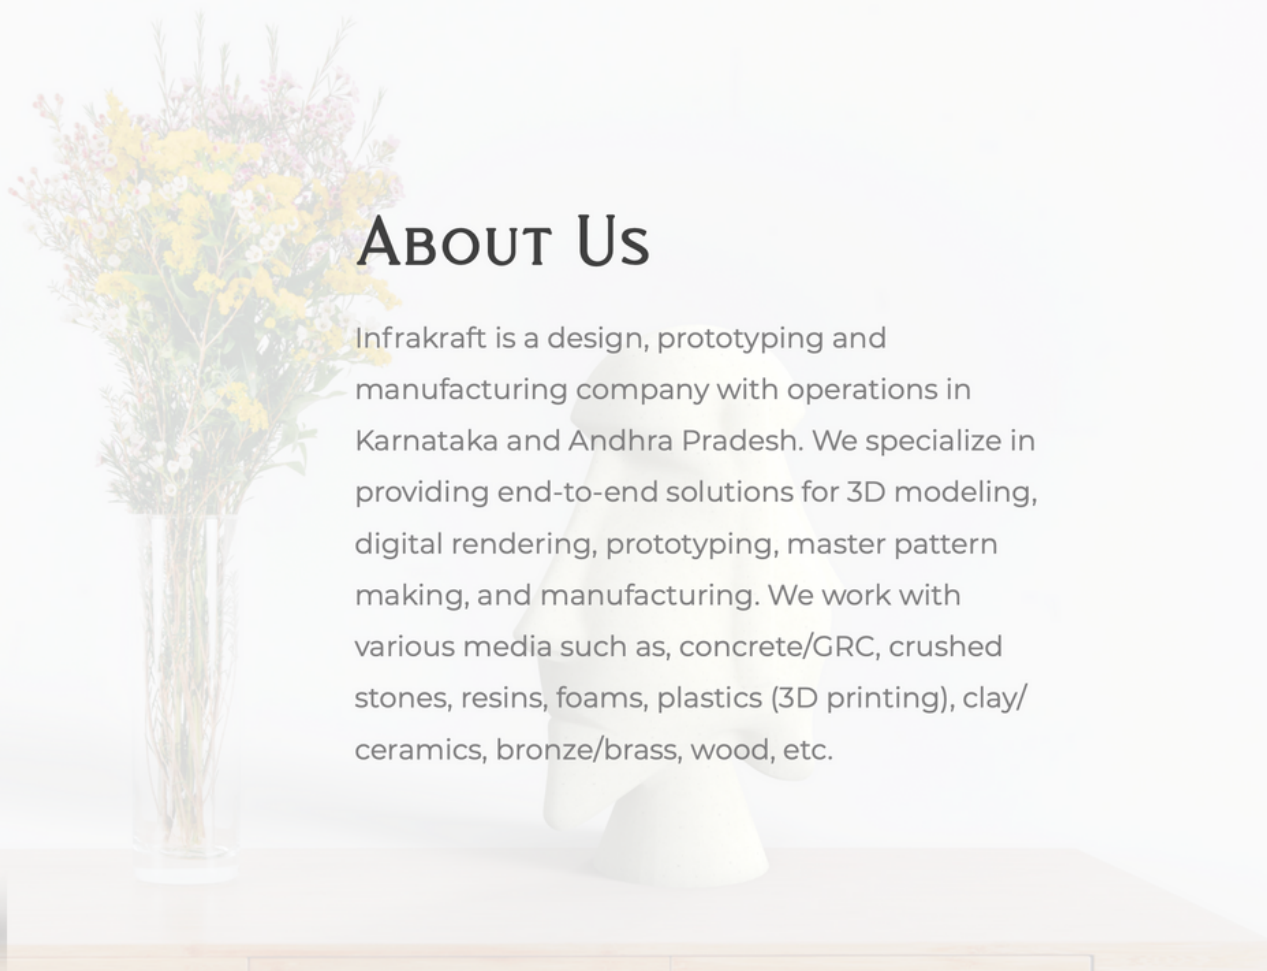 About Us
Infrakraft is a design, prototyping and
manufacturing company with operations in
Karnataka and Andhra Pradesh. We specialize in
providing end-to-end solutions for 3D modeling,
digital rendering, prototyping, master pattern
making, and manufacturing. We work with
various media such as, concrete/GRC, crushed
stones, resins, foams, plastics (3D printing), clay/
ceramics, bronze/brass, wood, etc.